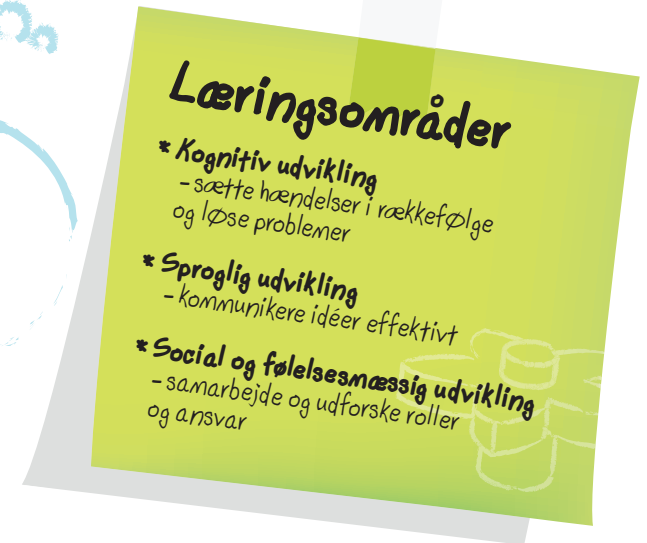 Læringsområder
* Kognitiv udvikling
- sætte hændelser i rækkefølge
og løse problemer
* Sproglig udvikling
- kommunikere idéer effektivt
* Social og følelsesmæssig udvikling
- samarbejde og udforske roller
og ansvar